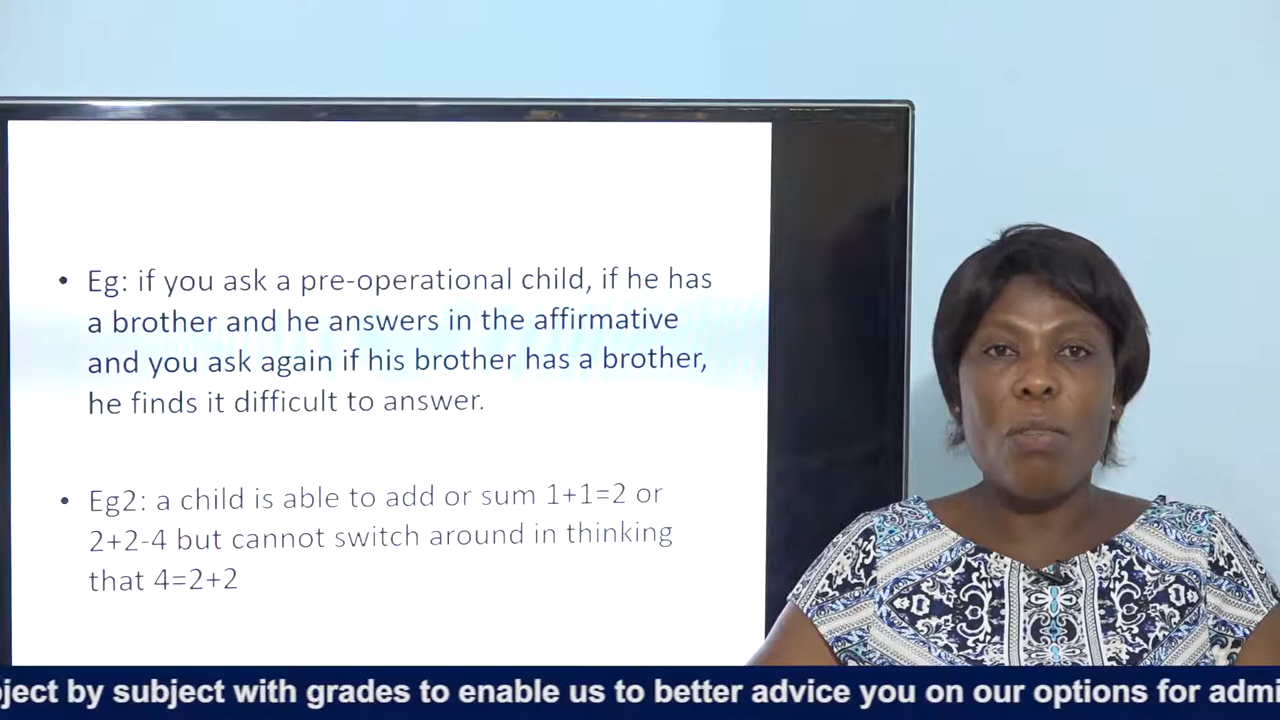 • Eg: if you ask a pre-operational child, if he has
a brother and he answers in the affirmative
and you ask again if his brother has a brother,
he finds it difficult to answer.
• Eg2: a child is able to add or sum 1+1=2 or
2+2-4 but cannot switch around in thinking
that 4=2+2
ject by subject with grades to enable us to better advice you on our options for admi